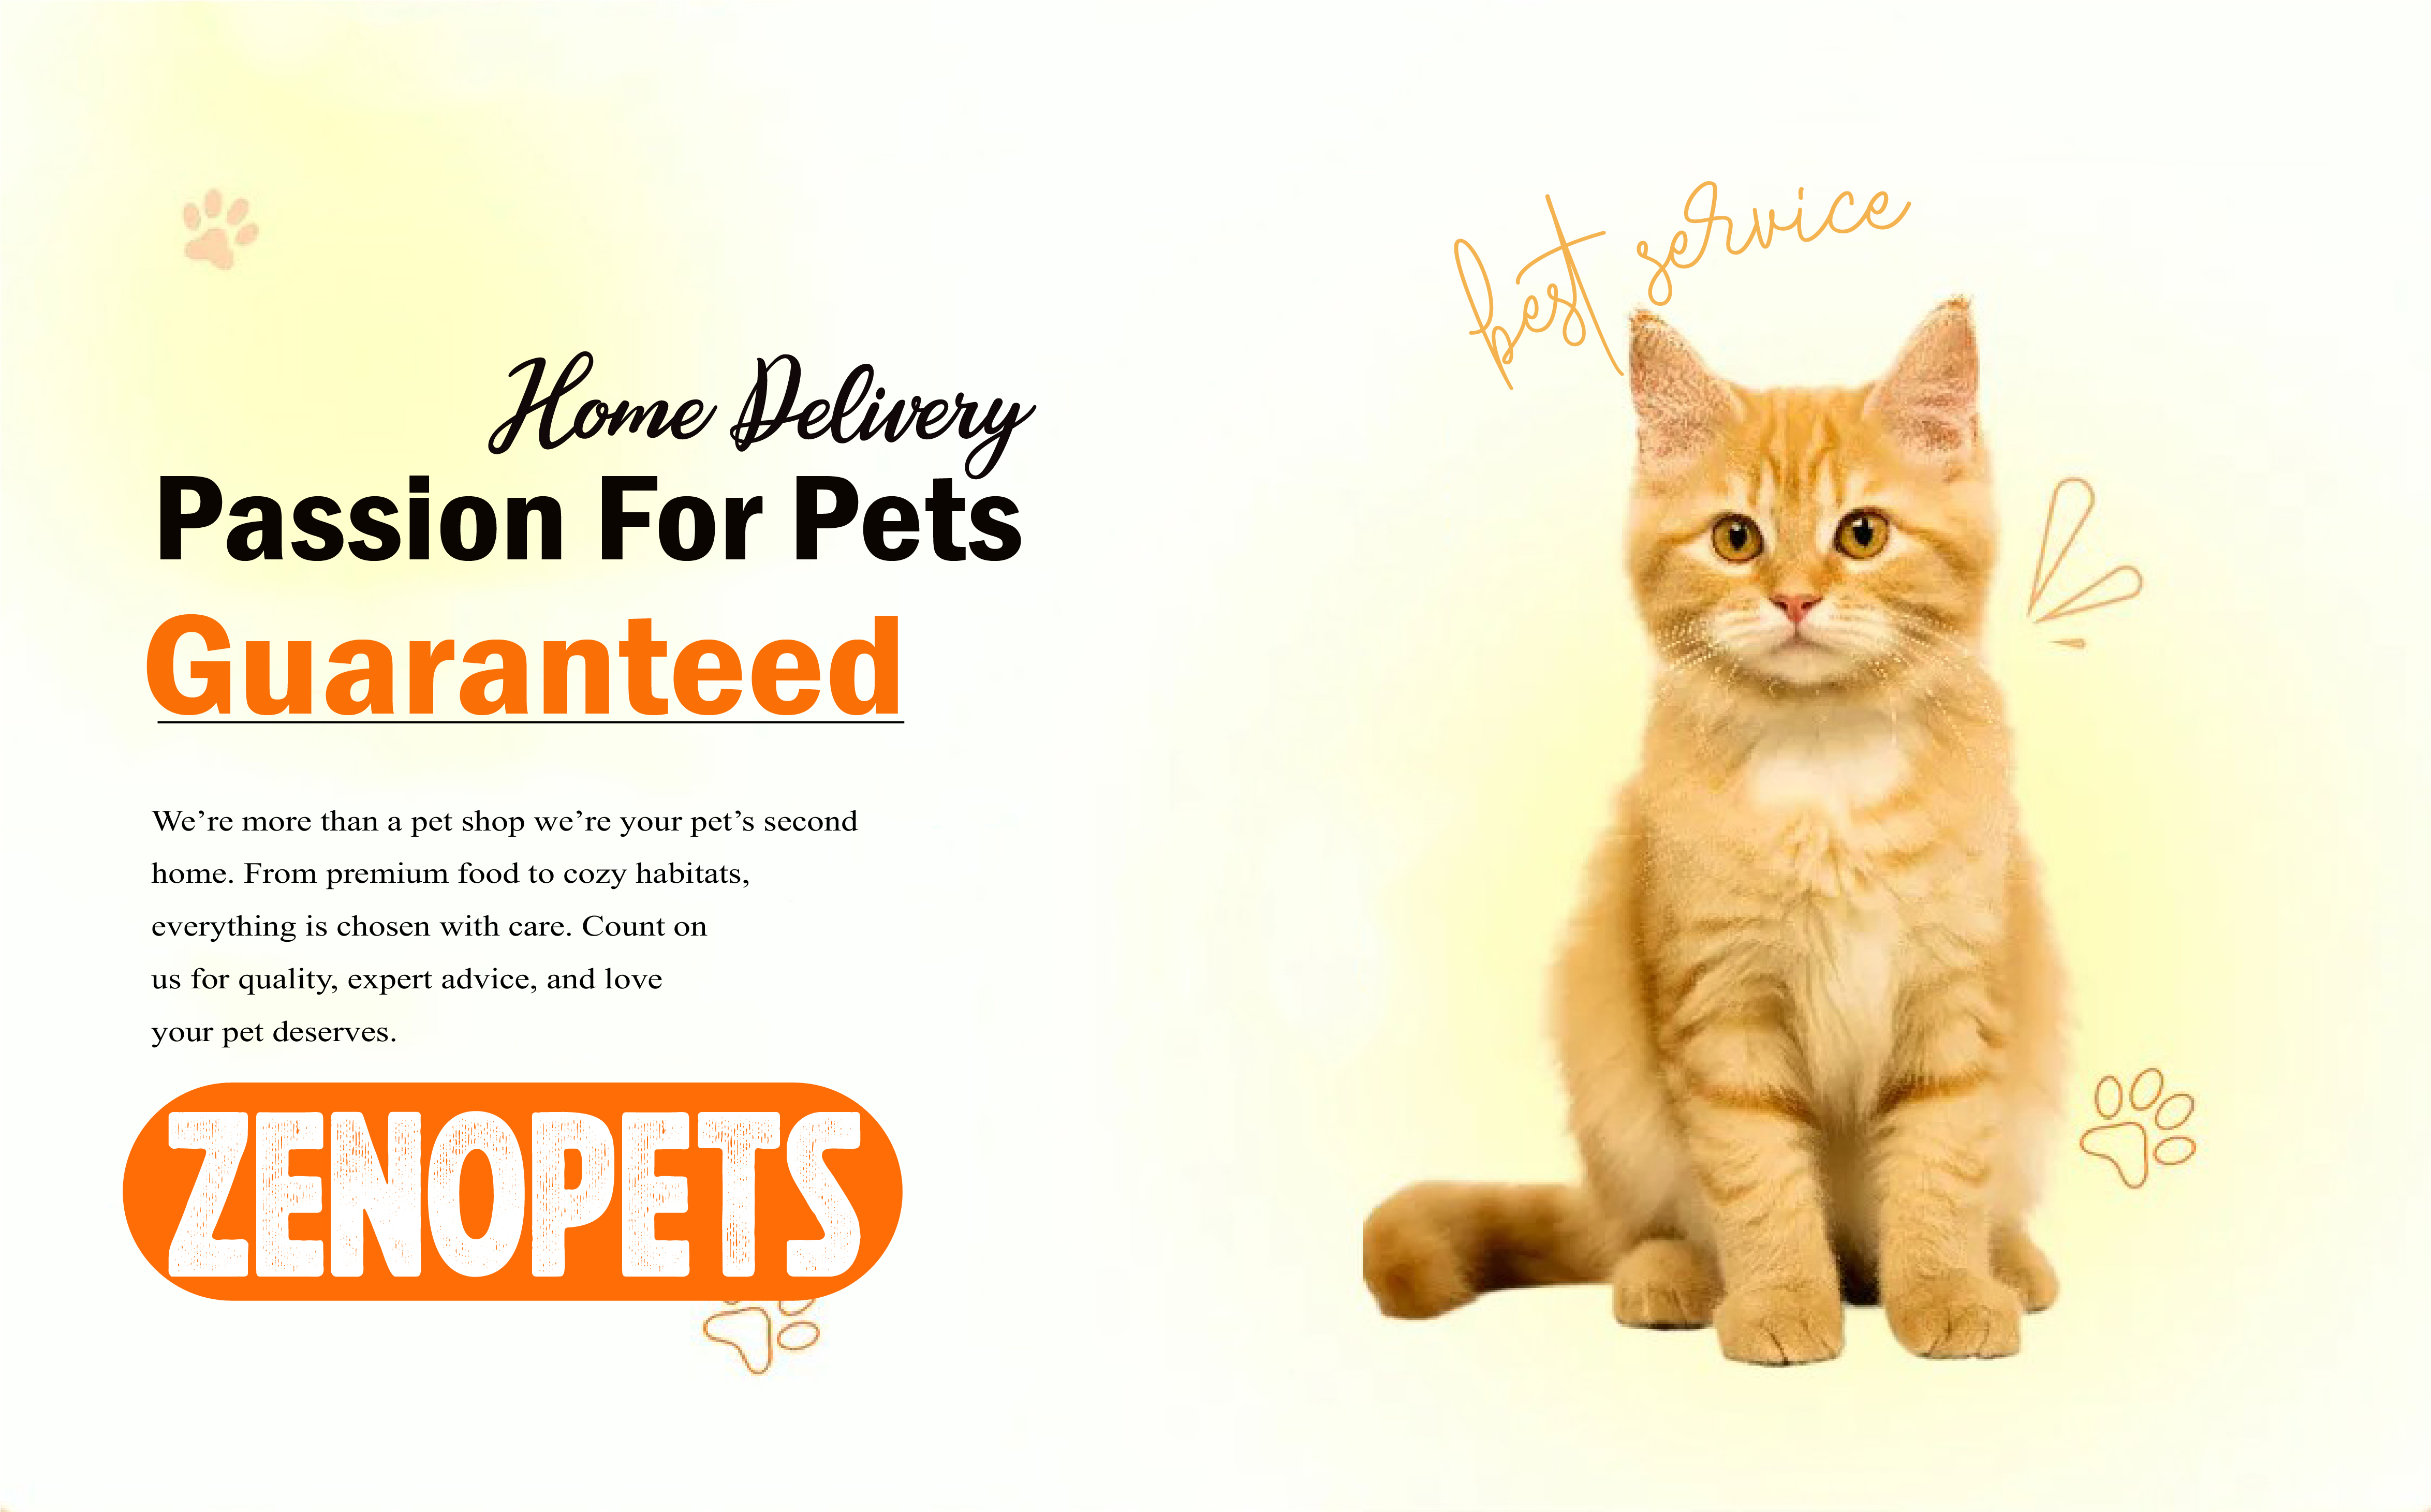 best service
Home Delivery
Passion For Pets
Guaranteed
We’re more than a pet shop we’re your pet’s second
home. From premium food to cozy habitats,
everything is chosen with care. Count on
us for quality, expert advice, and love
your pet deserves.
ZENOPETS